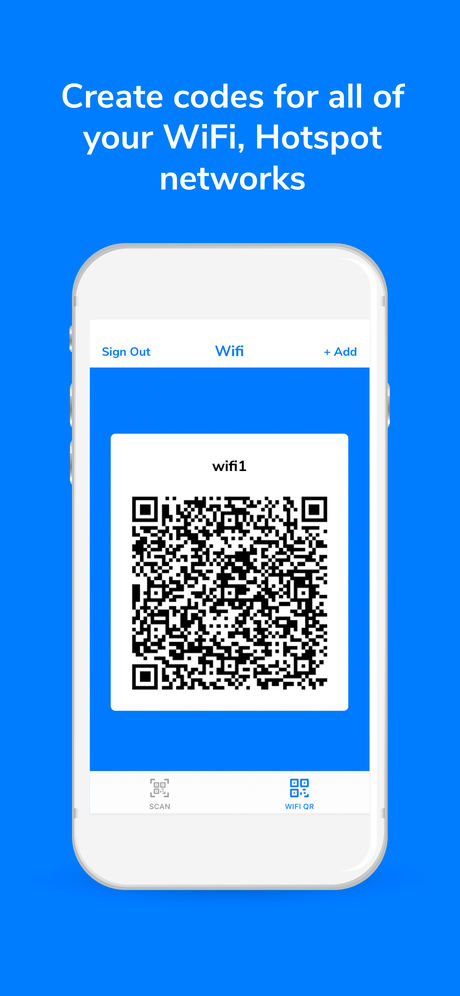 Create codes for all of
your WiFi, Hotspot
networks
Sign Out Wifi + Add
wifi1
SCAN WIFI QR